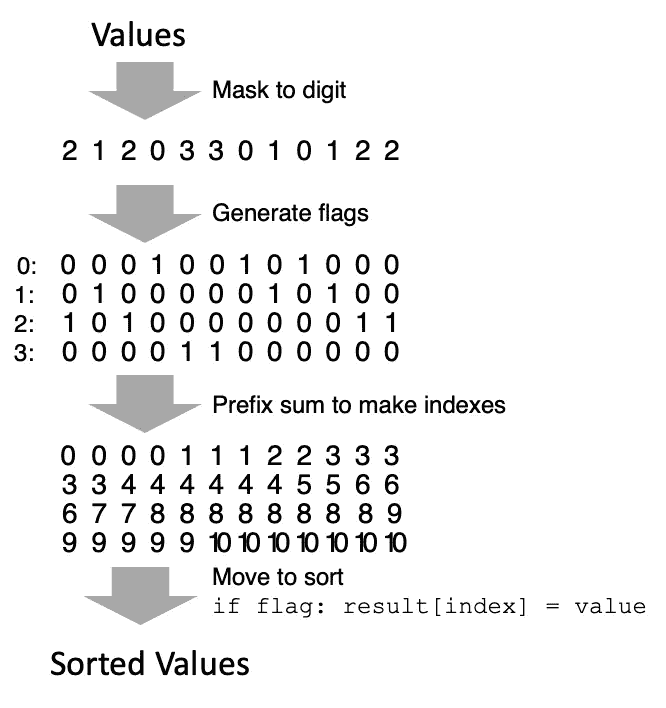 Values
Mask to digit
2 1 2 0 3 3 0 1 0 1 2 2
Generate flags
0: 0 0 0 1 0 0 1 0 1 0 0 0
1: 0 1 0 0 0 0 0 1 0 1 0 0
2: 1 0 1 0 0 0 0 0 0 0 1 1
3: 0 0 0 0 1 1 0 0 0 0 0 0
Prefix sum to make indexes
0 0 0 0 1 1 1 2 2 3 3 3
3 3 4 4 4 4 4 4 5 5 6 6
6 7 7 8 8 8 8 8 8 8 8 9
9 9 9 9 9 10 10 10 10 10 10 10
Move to sort
if flag: result[index] = value
Sorted Values